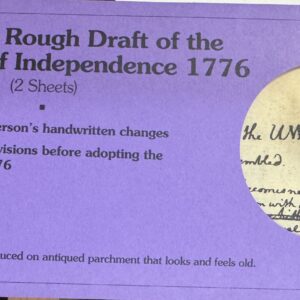 Rough Draft of the
f Independence 1776
(2 Sheets)
erson's handwritten changes
visions before adopting the
76
uced on antiqued parchment that looks and feels old.
the UN
mbled.